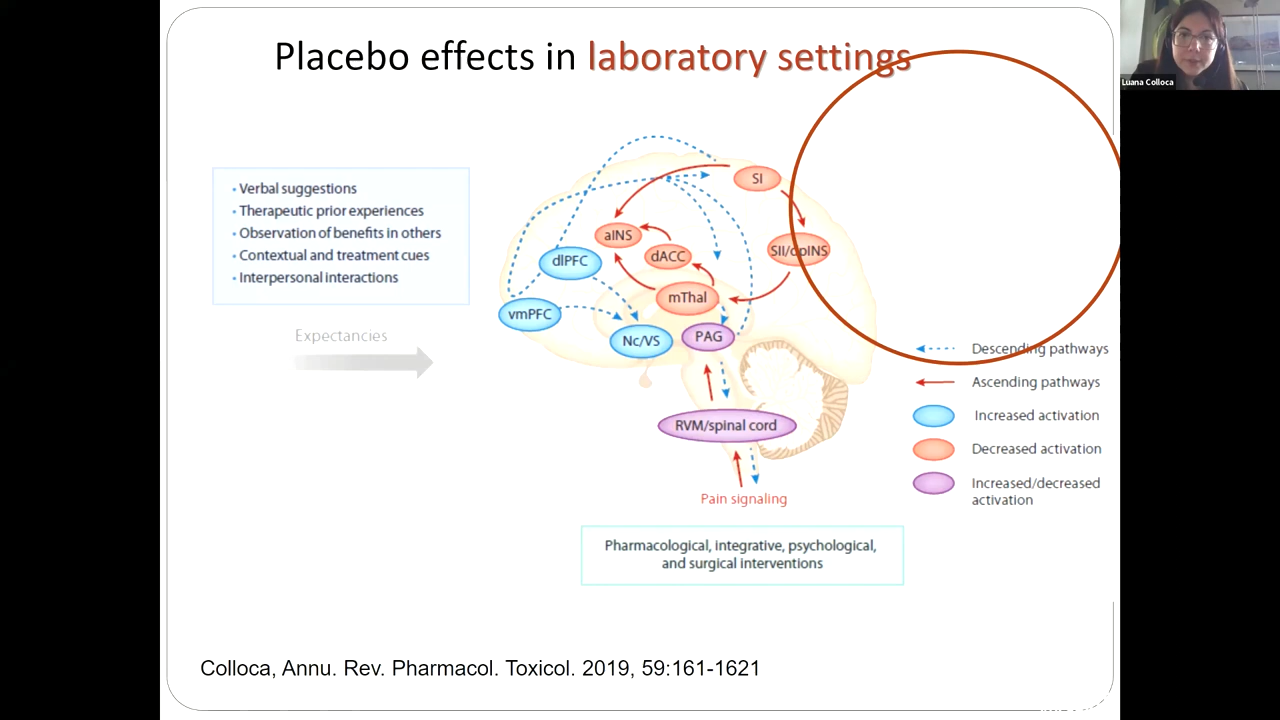 Placebo effects in laboratory settings
Luana Colloca
• Verbal suggestions
• Therapeutic prior experiences
• Observation of benefits in others
• Contextual and treatment cues
• Interpersonal interactions
Expectancies
SI
aINS
SII/dpINS
dACC
dlPFC
mThal
vmPFC
Nc/VS
PAG
RVM/spinal cord
Pain signaling
Descending pathways
Ascending pathways
Increased activation
Decreased activation
Increased/decreased
activation
Pharmacological, integrative, psychological,
and surgical interventions
Colloca, Annu. Rev. Pharmacol. Toxicol. 2019, 59:161-1621